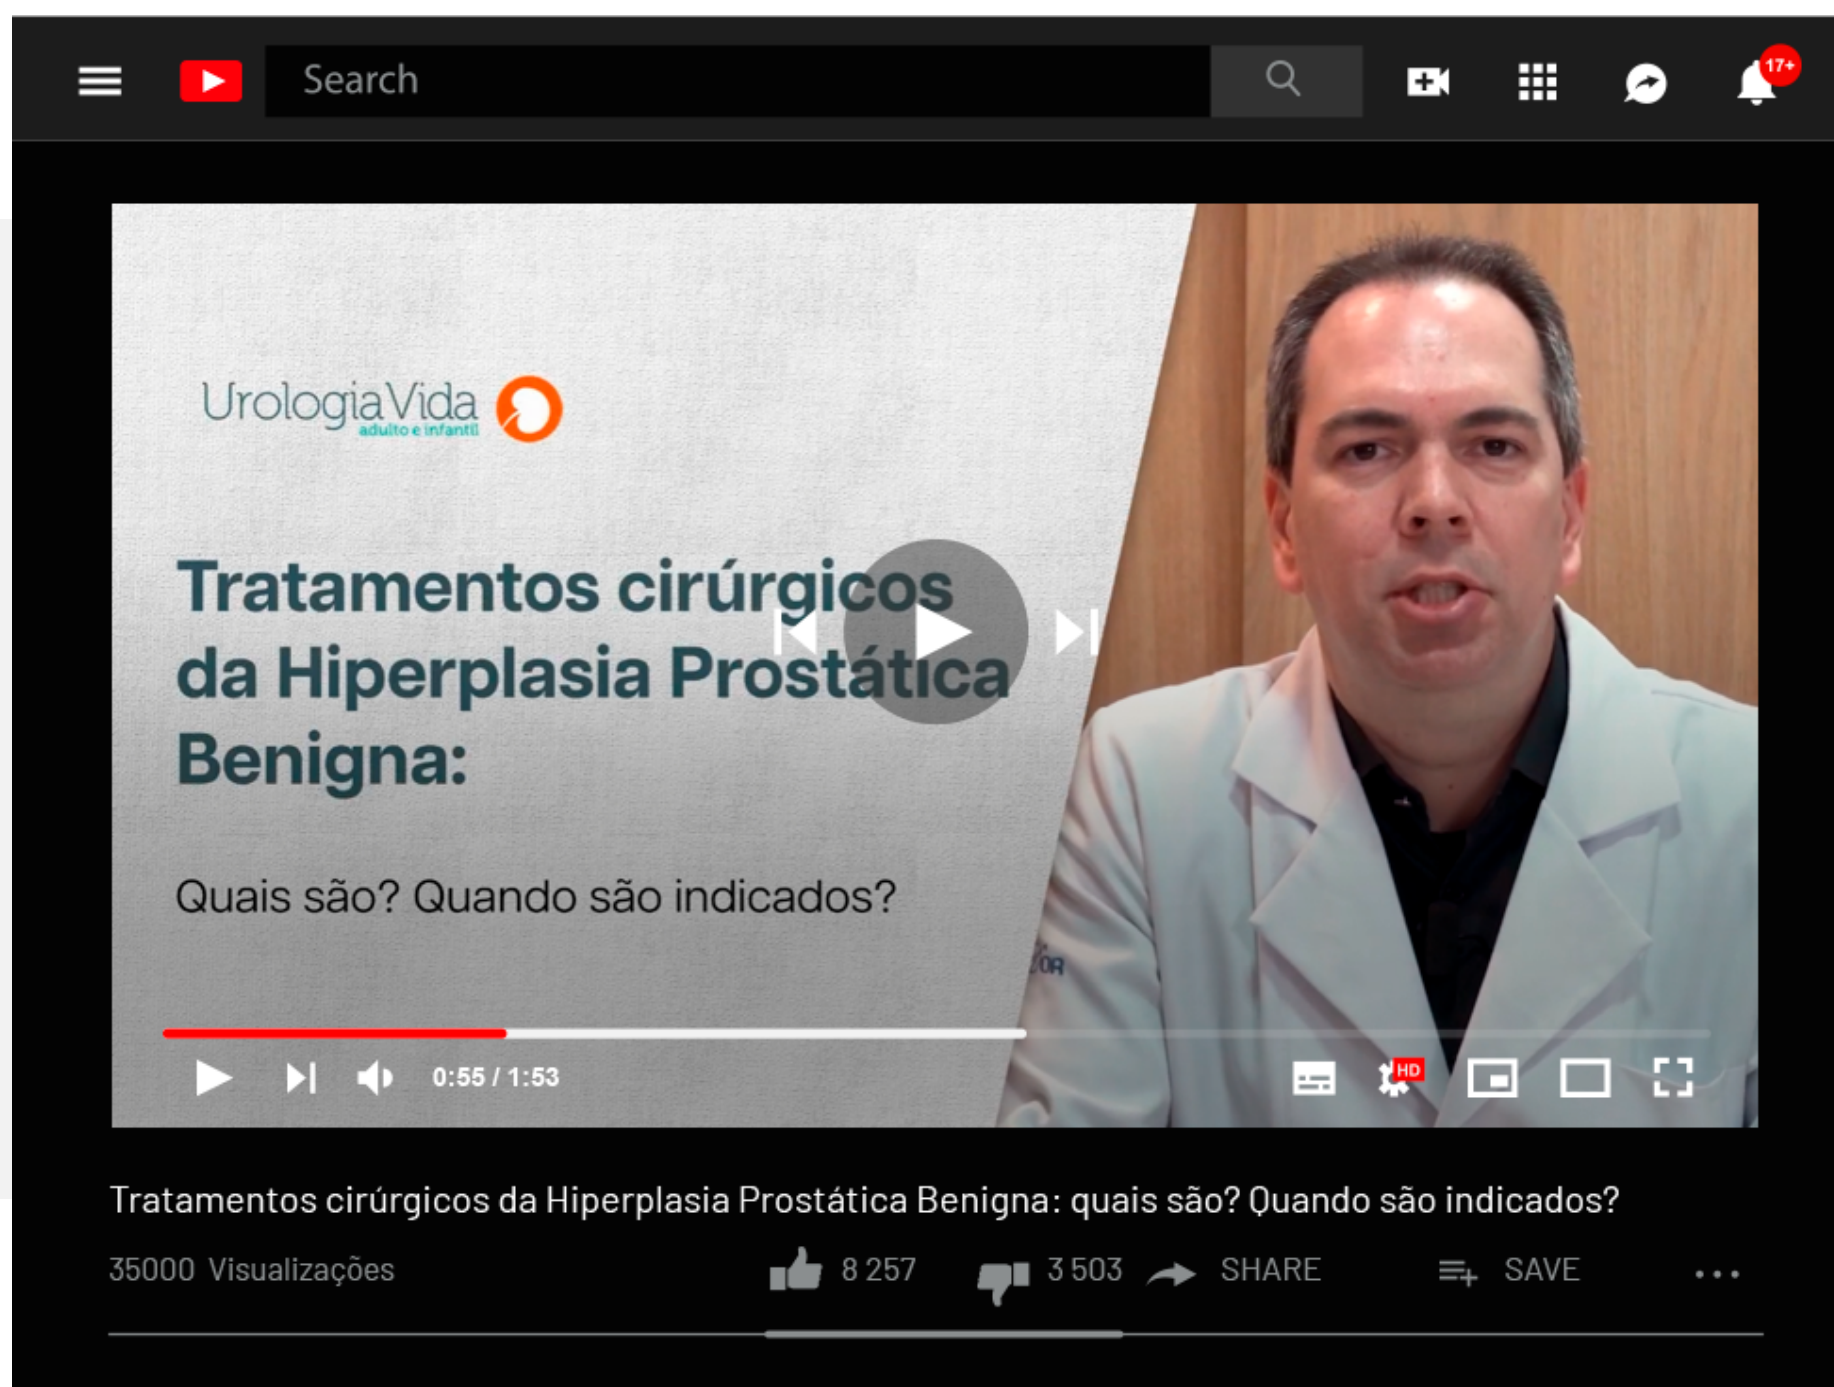 Search
17+
UrologiaVida
adulto e infantil
Tratamentos cirúrgicos
da Hiperplasia Prostática
Benigna:
Quais são? Quando são indicados?
OR
0:55 / 1:53
HD
Tratamentos cirúrgicos da Hiperplasia Prostática Benigna: quais são? Quando são indicados?
35000 Visualizações
8 257
3 503
SHARE
SAVE